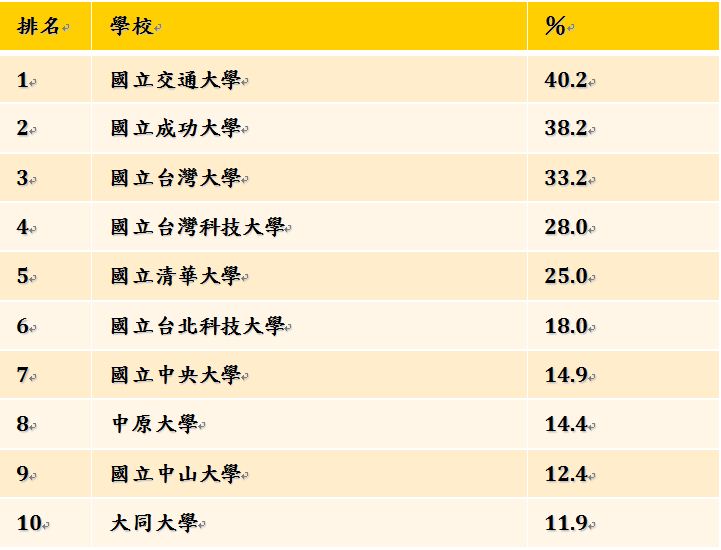 排名 學校 %
1 國立交通大學 40.2
2 國立成功大學 38.2
3 國立台灣大學 33.2
4 國立台灣科技大學 28.0
5 國立清華大學 25.0
6 國立台北科技大學 18.0
7 國立中央大學 14.9
8 中原大學 14.4
9 國立中山大學 12.4
10 大同大學 11.9